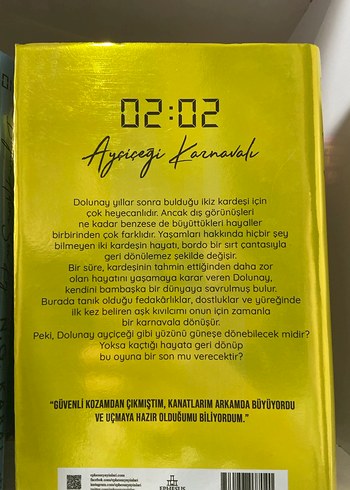 02:02
Ayçiçeği Karnavalı
Dolunay yıllar sonra bulduğu ikiz kardeşi için
çok heyecanlıdır. Ancak dış görünüşleri
ne kadar benzese de büyüttükleri hayaller
birbirinden çok farklıdır. Yaşamları hakkında hiçbir şey
bilmeyen iki kardeşin hayatı, bordo bir sırt çantasıyla
geri dönülemez şekilde değişir.
Bir süre, kardeşinin tahmin ettiğinden daha zor
olan hayatını yaşamaya karar veren Dolunay,
kendini bambaşka bir dünyaya savrulmuş bulur.
Burada tanık olduğu fedakârlıklar, dostluklar ve yüreğinde
ilk kez beliren aşk kıvılcımı onun için zamanla
bir karnavala dönüşür.
Peki, Dolunay ayçiçeği gibi yüzünü güneşe dönebilecek midir?
Yoksa kaçtığı hayata geri dönüp
bu oyuna bir son mu verecektir?
“GÜVENLİ KOZAMDAN ÇIKMIŞTIM, KANATLARIM ARKAMDA BÜYÜYORDU
VE UÇMAYA HAZIR OLDUĞUMU BİLİYORDUM.”
EPHESUS